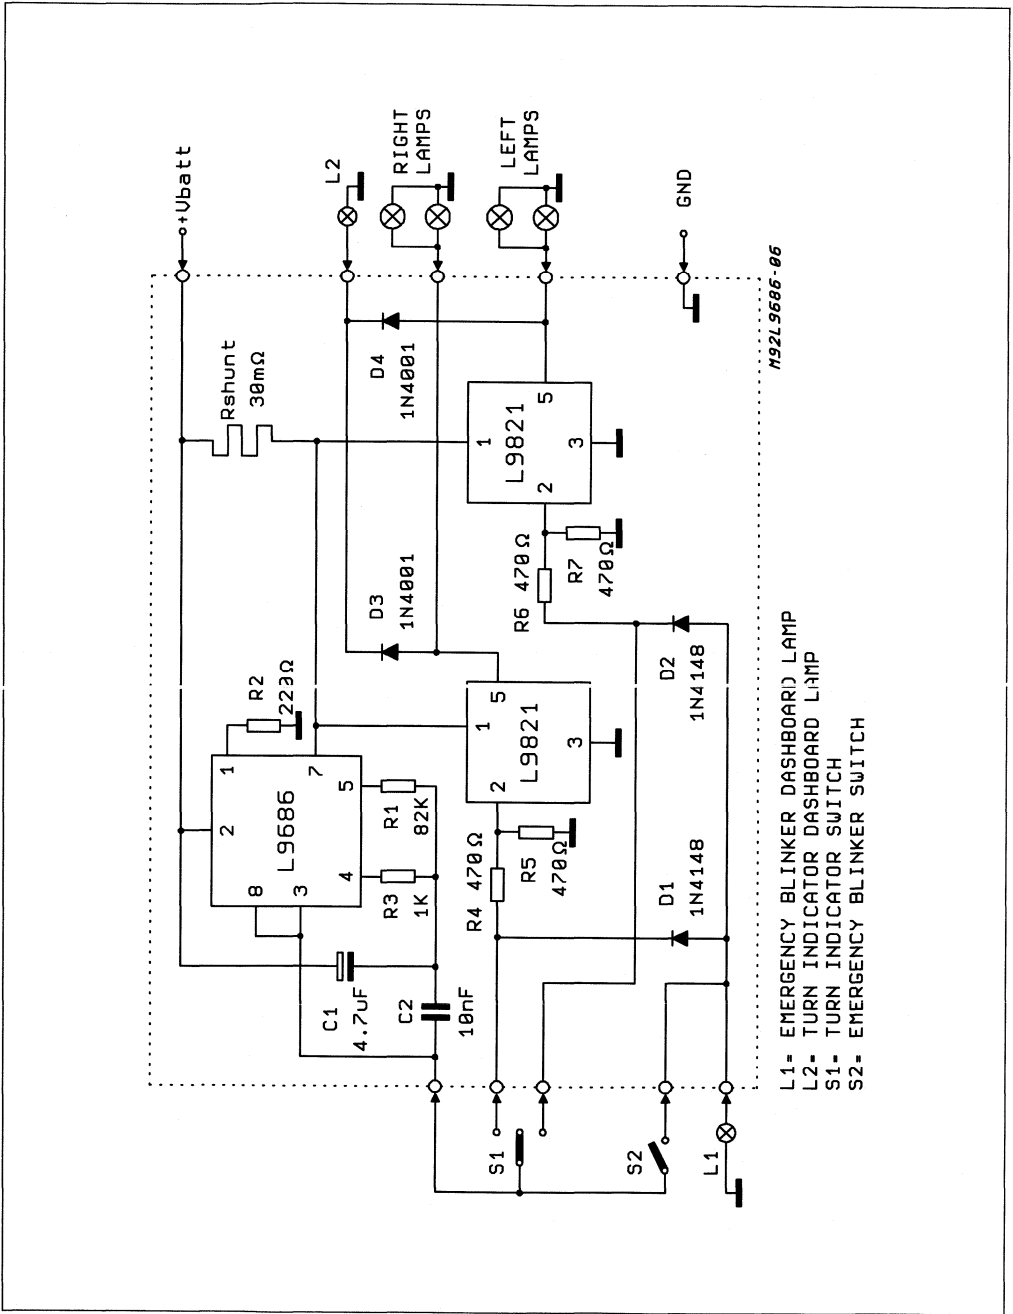 +Vbatt
L2
RIGHT
LAMPS
LEFT
LAMPS
GND
Rshunt
30mΩ
D4
1N4001
D3
1N4001
R2
220Ω
L9686
1
2
7
5
4
8
3
R1
82K
R3
1K
C1
4.7uF
C2
10nF
L9821
1
2
3
5
L9821
1
2
3
5
R4 470Ω
R5
470Ω
R6 470Ω
R7
470Ω
D1
1N4148
D2
1N4148
S1
S2
L1
M92L9686-06
L1= EMERGENCY BLINKER DASHBOARD LAMP
L2= TURN INDICATOR DASHBOARD LAMP
S1= TURN INDICATOR SWITCH
S2= EMERGENCY BLINKER SWITCH